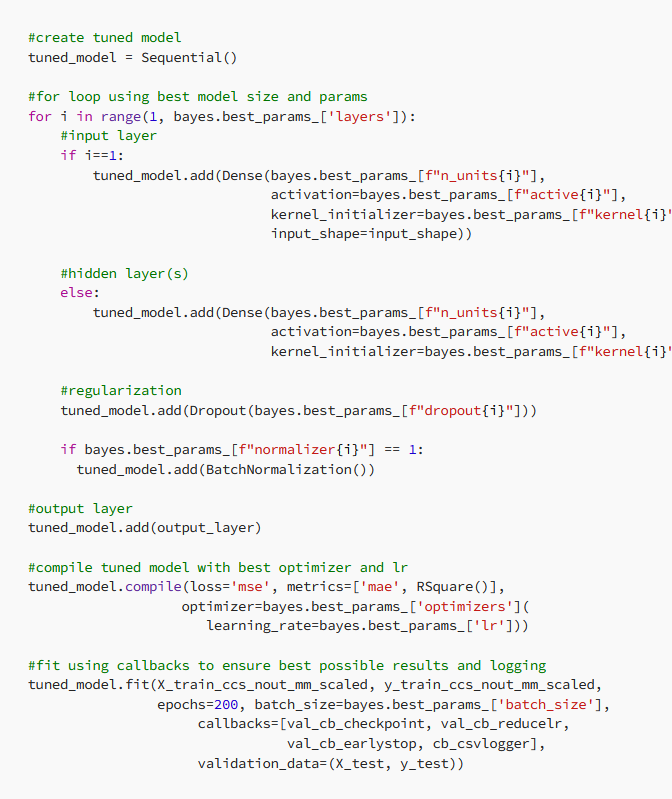 #create tuned model
tuned_model = Sequential()
#for loop using best model size and params
for i in range(1, bayes.best_params_['layers']):
#input layer
if i==1:
tuned_model.add(Dense(bayes.best_params_[f"n_units{i}"],
activation=bayes.best_params_[f"active{i}"],
kernel_initializer=bayes.best_params_[f"kernel{i}"
input_shape=input_shape))
#hidden layer(s)
else:
tuned_model.add(Dense(bayes.best_params_[f"n_units{i}"],
activation=bayes.best_params_[f"active{i}"],
kernel_initializer=bayes.best_params_[f"kernel{i}"
#regularization
tuned_model.add(Dropout(bayes.best_params_[f"dropout{i}"]))
if bayes.best_params_[f"normalizer{i}"] == 1:
tuned_model.add(BatchNormalization())
#output layer
tuned_model.add(output_layer)
#compile tuned model with best optimizer and lr
tuned_model.compile(loss='mse', metrics=['mae', RSquare()],
optimizer=bayes.best_params_['optimizers'](
learning_rate=bayes.best_params_['lr']))
#fit using callbacks to ensure best possible results and logging
tuned_model.fit(X_train_ccs_nout_mm_scaled, y_train_ccs_nout_mm_scaled,
epochs=200, batch_size=bayes.best_params_['batch_size'],
callbacks=[val_cb_checkpoint, val_cb_reducelr,
val_cb_earlystop, cb_csvlogger],
validation_data=(X_test, y_test))